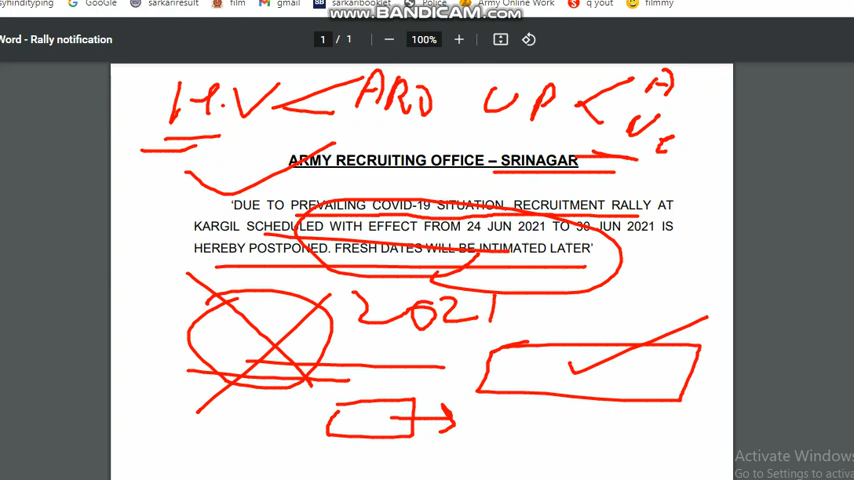 www.BANDICAM.com
syhindityping GooGle sarkariresult film gmail sarkaribooklet Polkari Army Online Work q yout filmmy
Word - Rally notification 1 / 1 100%
H.V ARO UP A
ARMY RECRUITING OFFICE – SRINAGAR
'DUE TO PREVAILING COVID-19 SITUATION, RECRUITMENT RALLY AT
KARGIL SCHEDULED WITH EFFECT FROM 24 JUN 2021 TO 30 JUN 2021 IS
HEREBY POSTPONED. FRESH DATES WILL BE INTIMATED LATER'
2021
Activate Windows
Go to Settings to activa